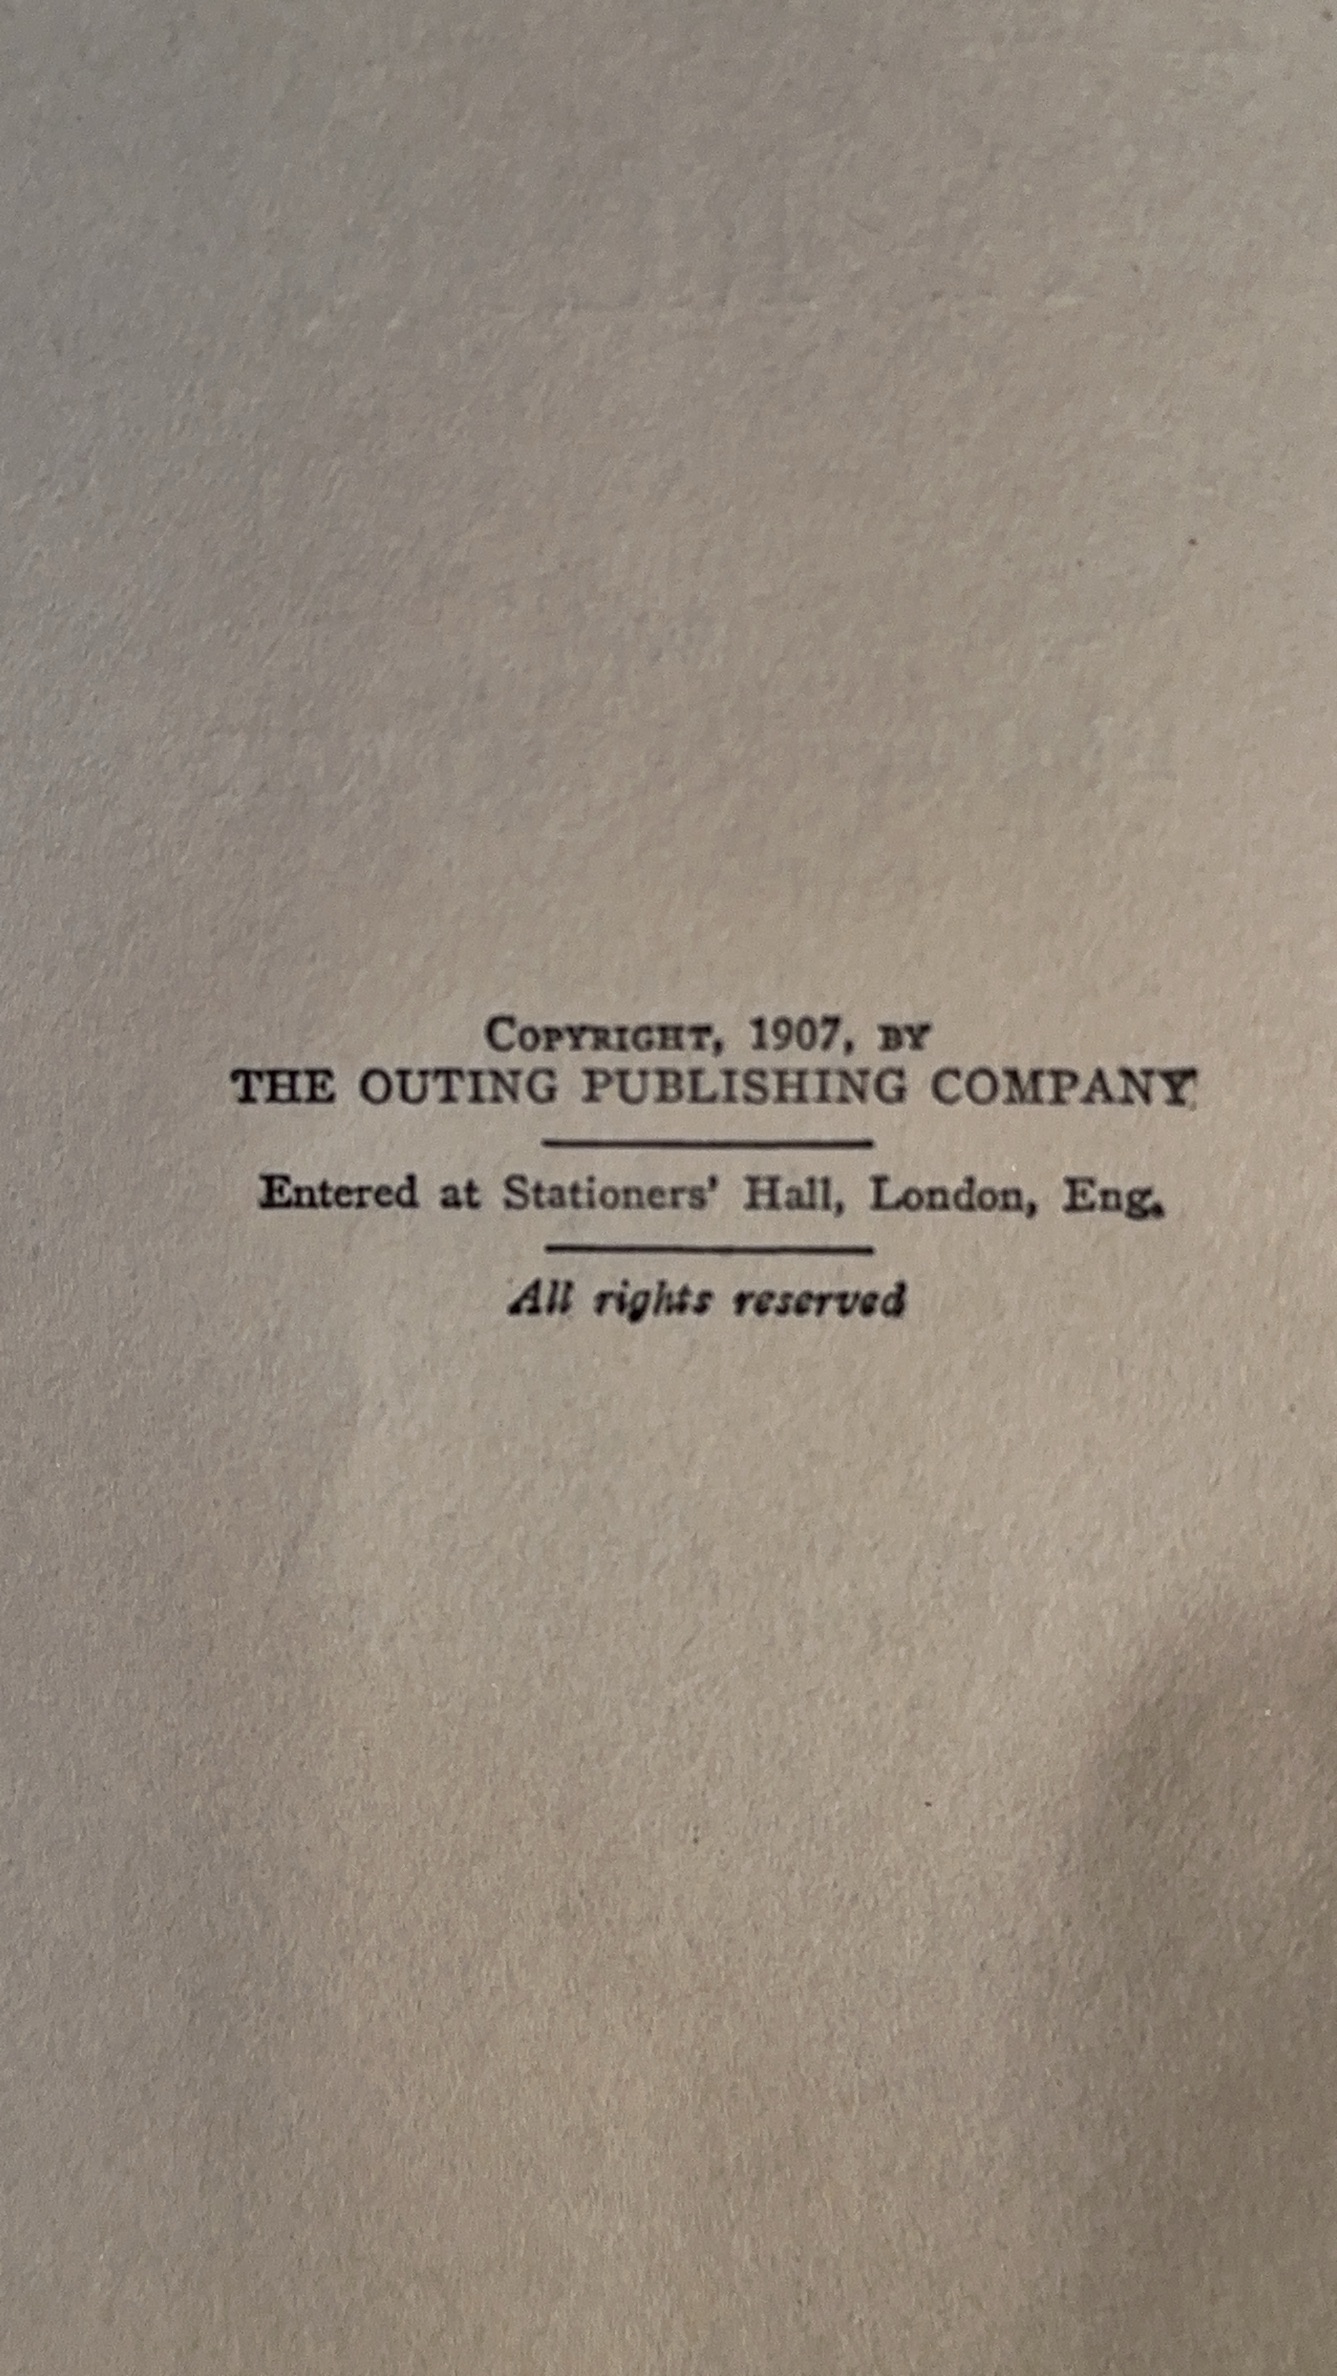 Copyright, 1907, by
THE OUTING PUBLISHING COMPANY
Entered at Stationers' Hall, London, Eng.
All rights reserved